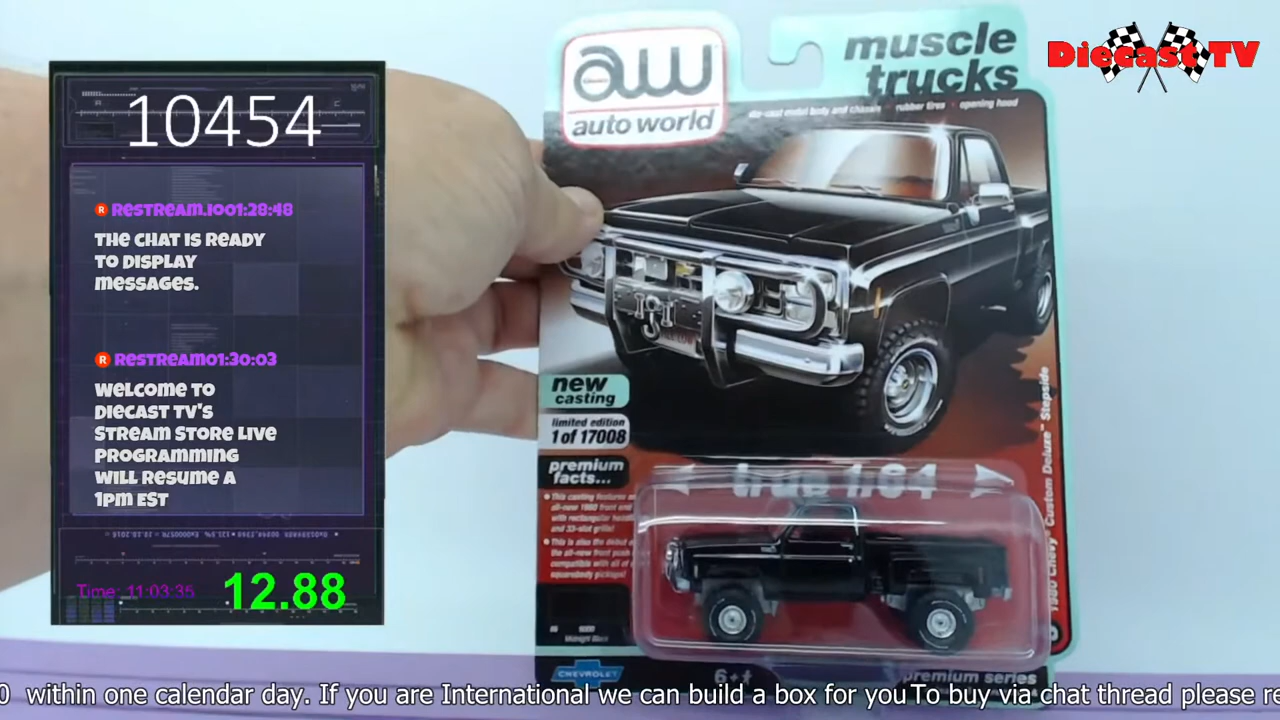 Diecast TV
10454
Restream.io01:28:48
The chat is ready
to display
messages.
Restream01:30:03
Welcome to
Diecast TV's
Stream Store Live
Programming
will resume a
1pm EST
Time: 11:03:35
12.88
aw
auto world
muscle
trucks
die-cast metal body and chassis • rubber tires • opening hood
new
casting
limited edition
1 of 17008
premium
facts...
true 1:64
1980 Chevy Custom Deluxe Stepside
Midnight Black
CHEVROLET
6+
premium series
0 within one calendar day. If you are International we can build a box for you To buy via chat thread please re